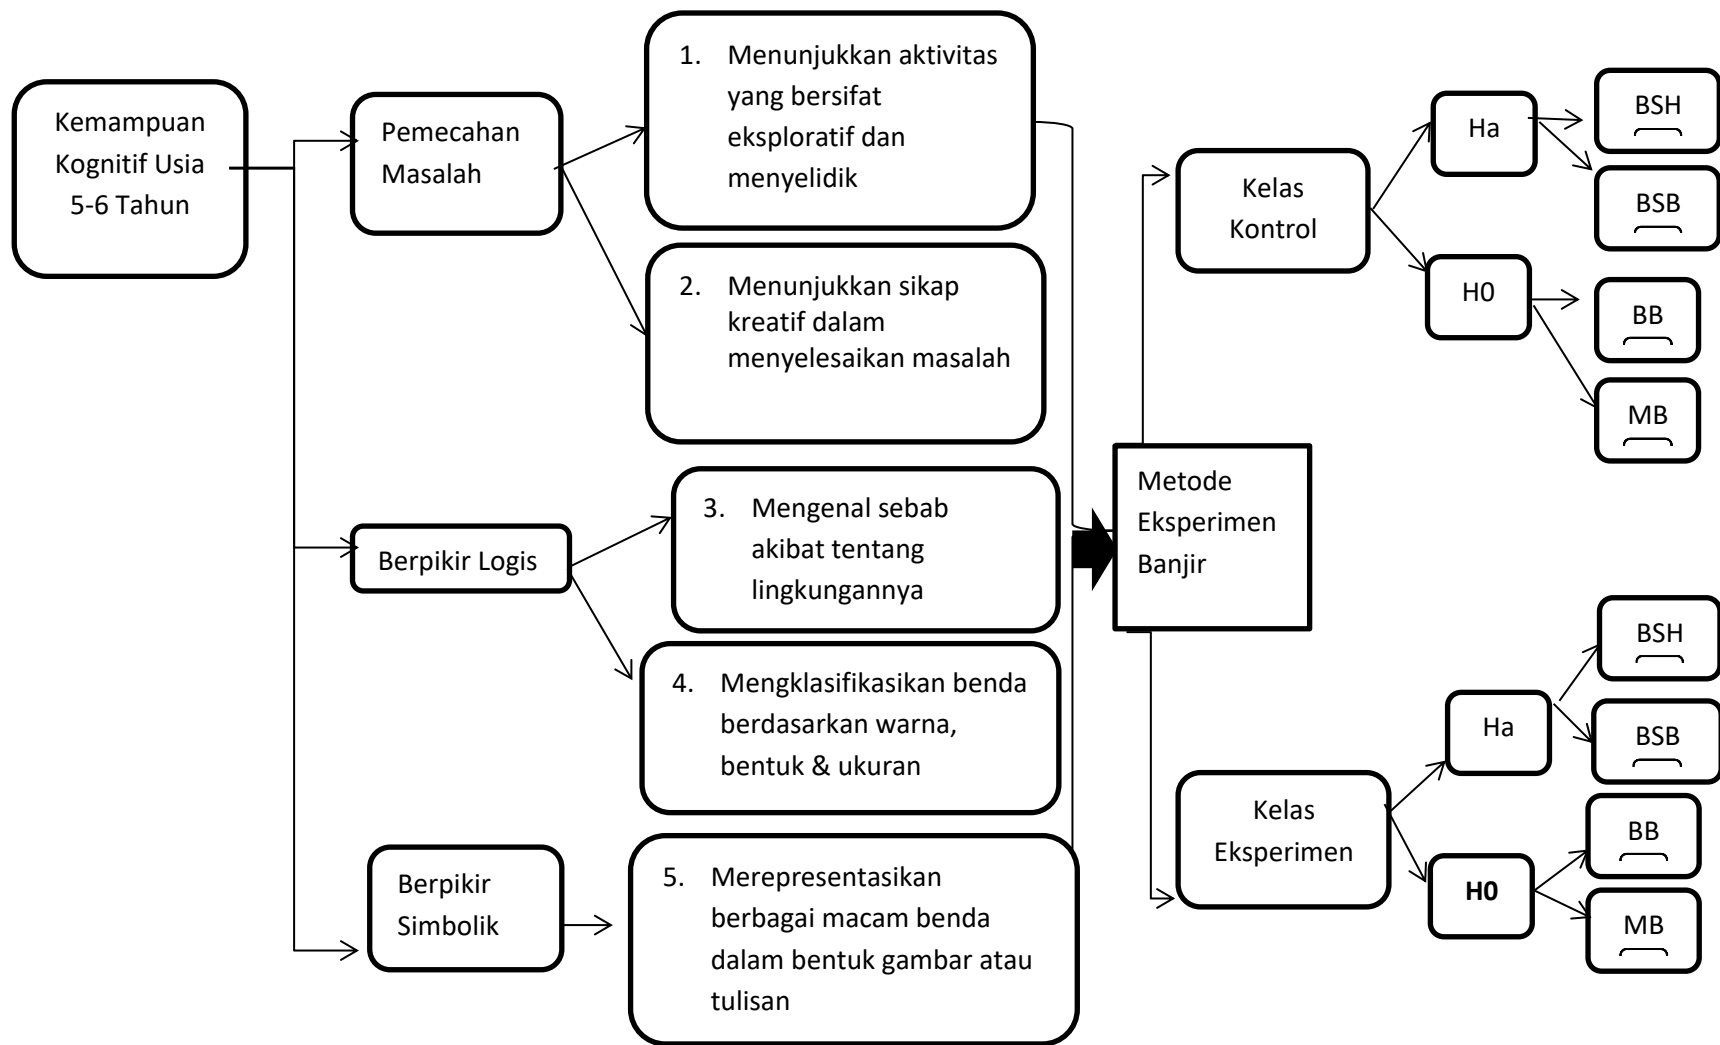 Kemampuan
Kognitif Usia
5-6 Tahun
Pemecahan
Masalah
1. Menunjukkan aktivitas
yang bersifat
eksploratif dan
menyelidik
2. Menunjukkan sikap
kreatif dalam
menyelesaikan masalah
Berpikir Logis
3. Mengenal sebab
akibat tentang
lingkungannya
4. Mengklasifikasikan benda
berdasarkan warna,
bentuk & ukuran
Berpikir
Simbolik
5. Merepresentasikan
berbagai macam benda
dalam bentuk gambar atau
tulisan
Metode
Eksperimen
Banjir
Kelas
Kontrol
Ha
BSH
BSB
H0
BB
MB
Kelas
Eksperimen
Ha
BSH
BSB
H0
BB
MB